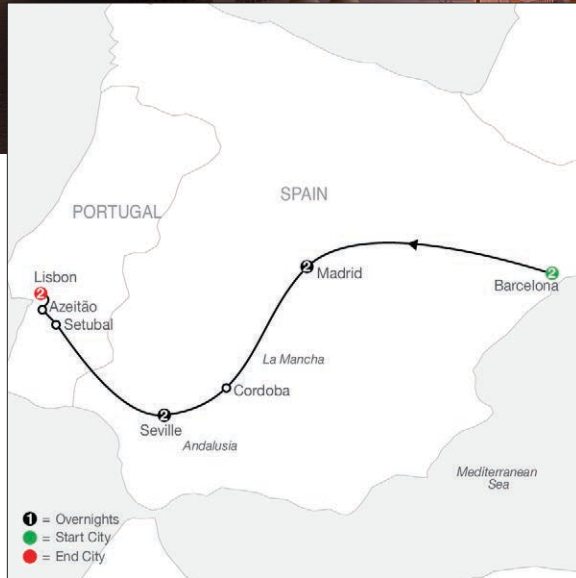 SPAIN
PORTUGAL
Lisbon
2
Azeitão
Setubal
2
Madrid
2
Barcelona
La Mancha
Cordoba
2
Seville
Andalusia
Mediterranean
Sea
1 = Overnights
= Start City
= End City